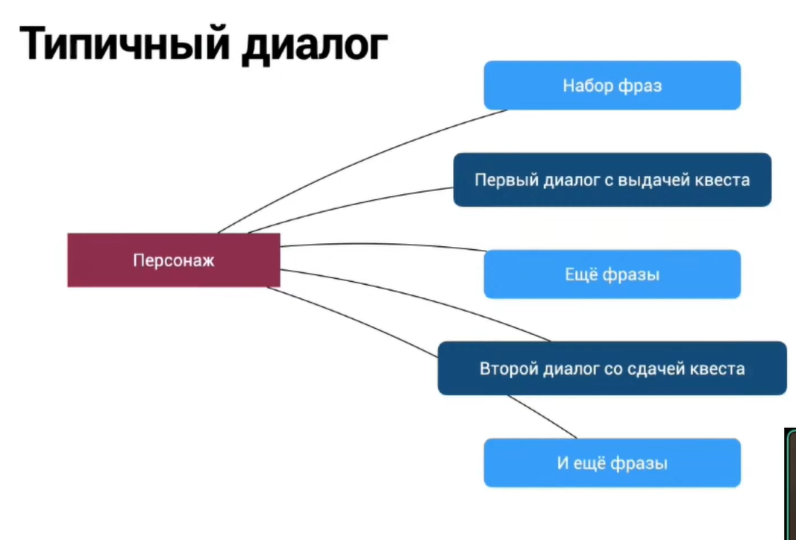 Типичный диалог
Набор фраз
Первый диалог с выдачей квеста
Персонаж
Ещё фразы
Второй диалог со сдачей квеста
И ещё фразы